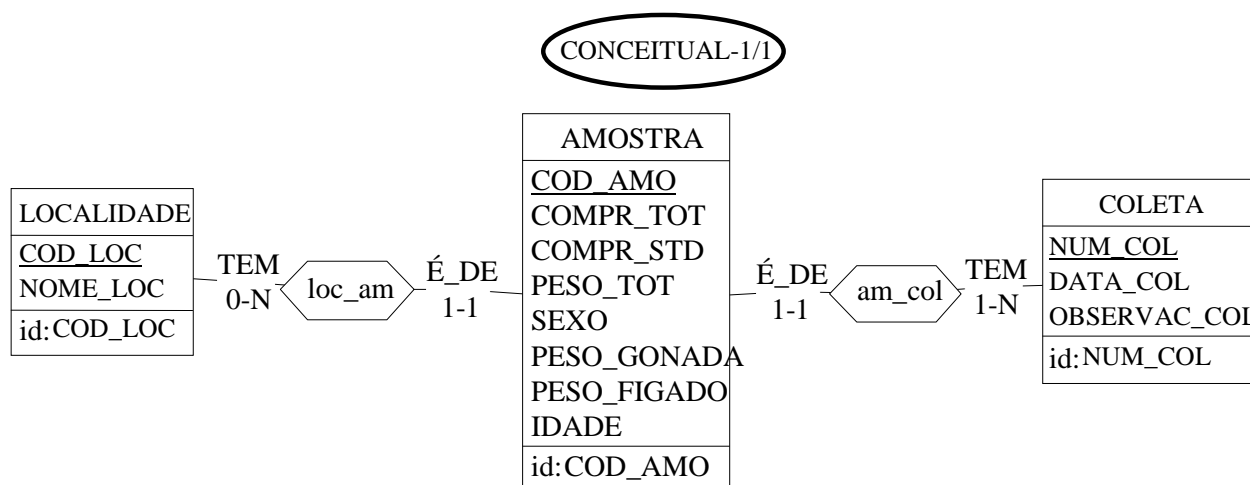 CONCEITUAL-1/1
LOCALIDADE
COD_LOC
NOME_LOC
id:COD_LOC
TEM
0-N
loc_am
É_DE
1-1
AMOSTRA
COD_AMO
COMPR_TOT
COMPR_STD
PESO_TOT
SEXO
PESO_GONADA
PESO_FIGADO
IDADE
id:COD_AMO
É_DE
1-1
am_col
TEM
1-N
COLETA
NUM_COL
DATA_COL
OBSERVAC_COL
id:NUM_COL